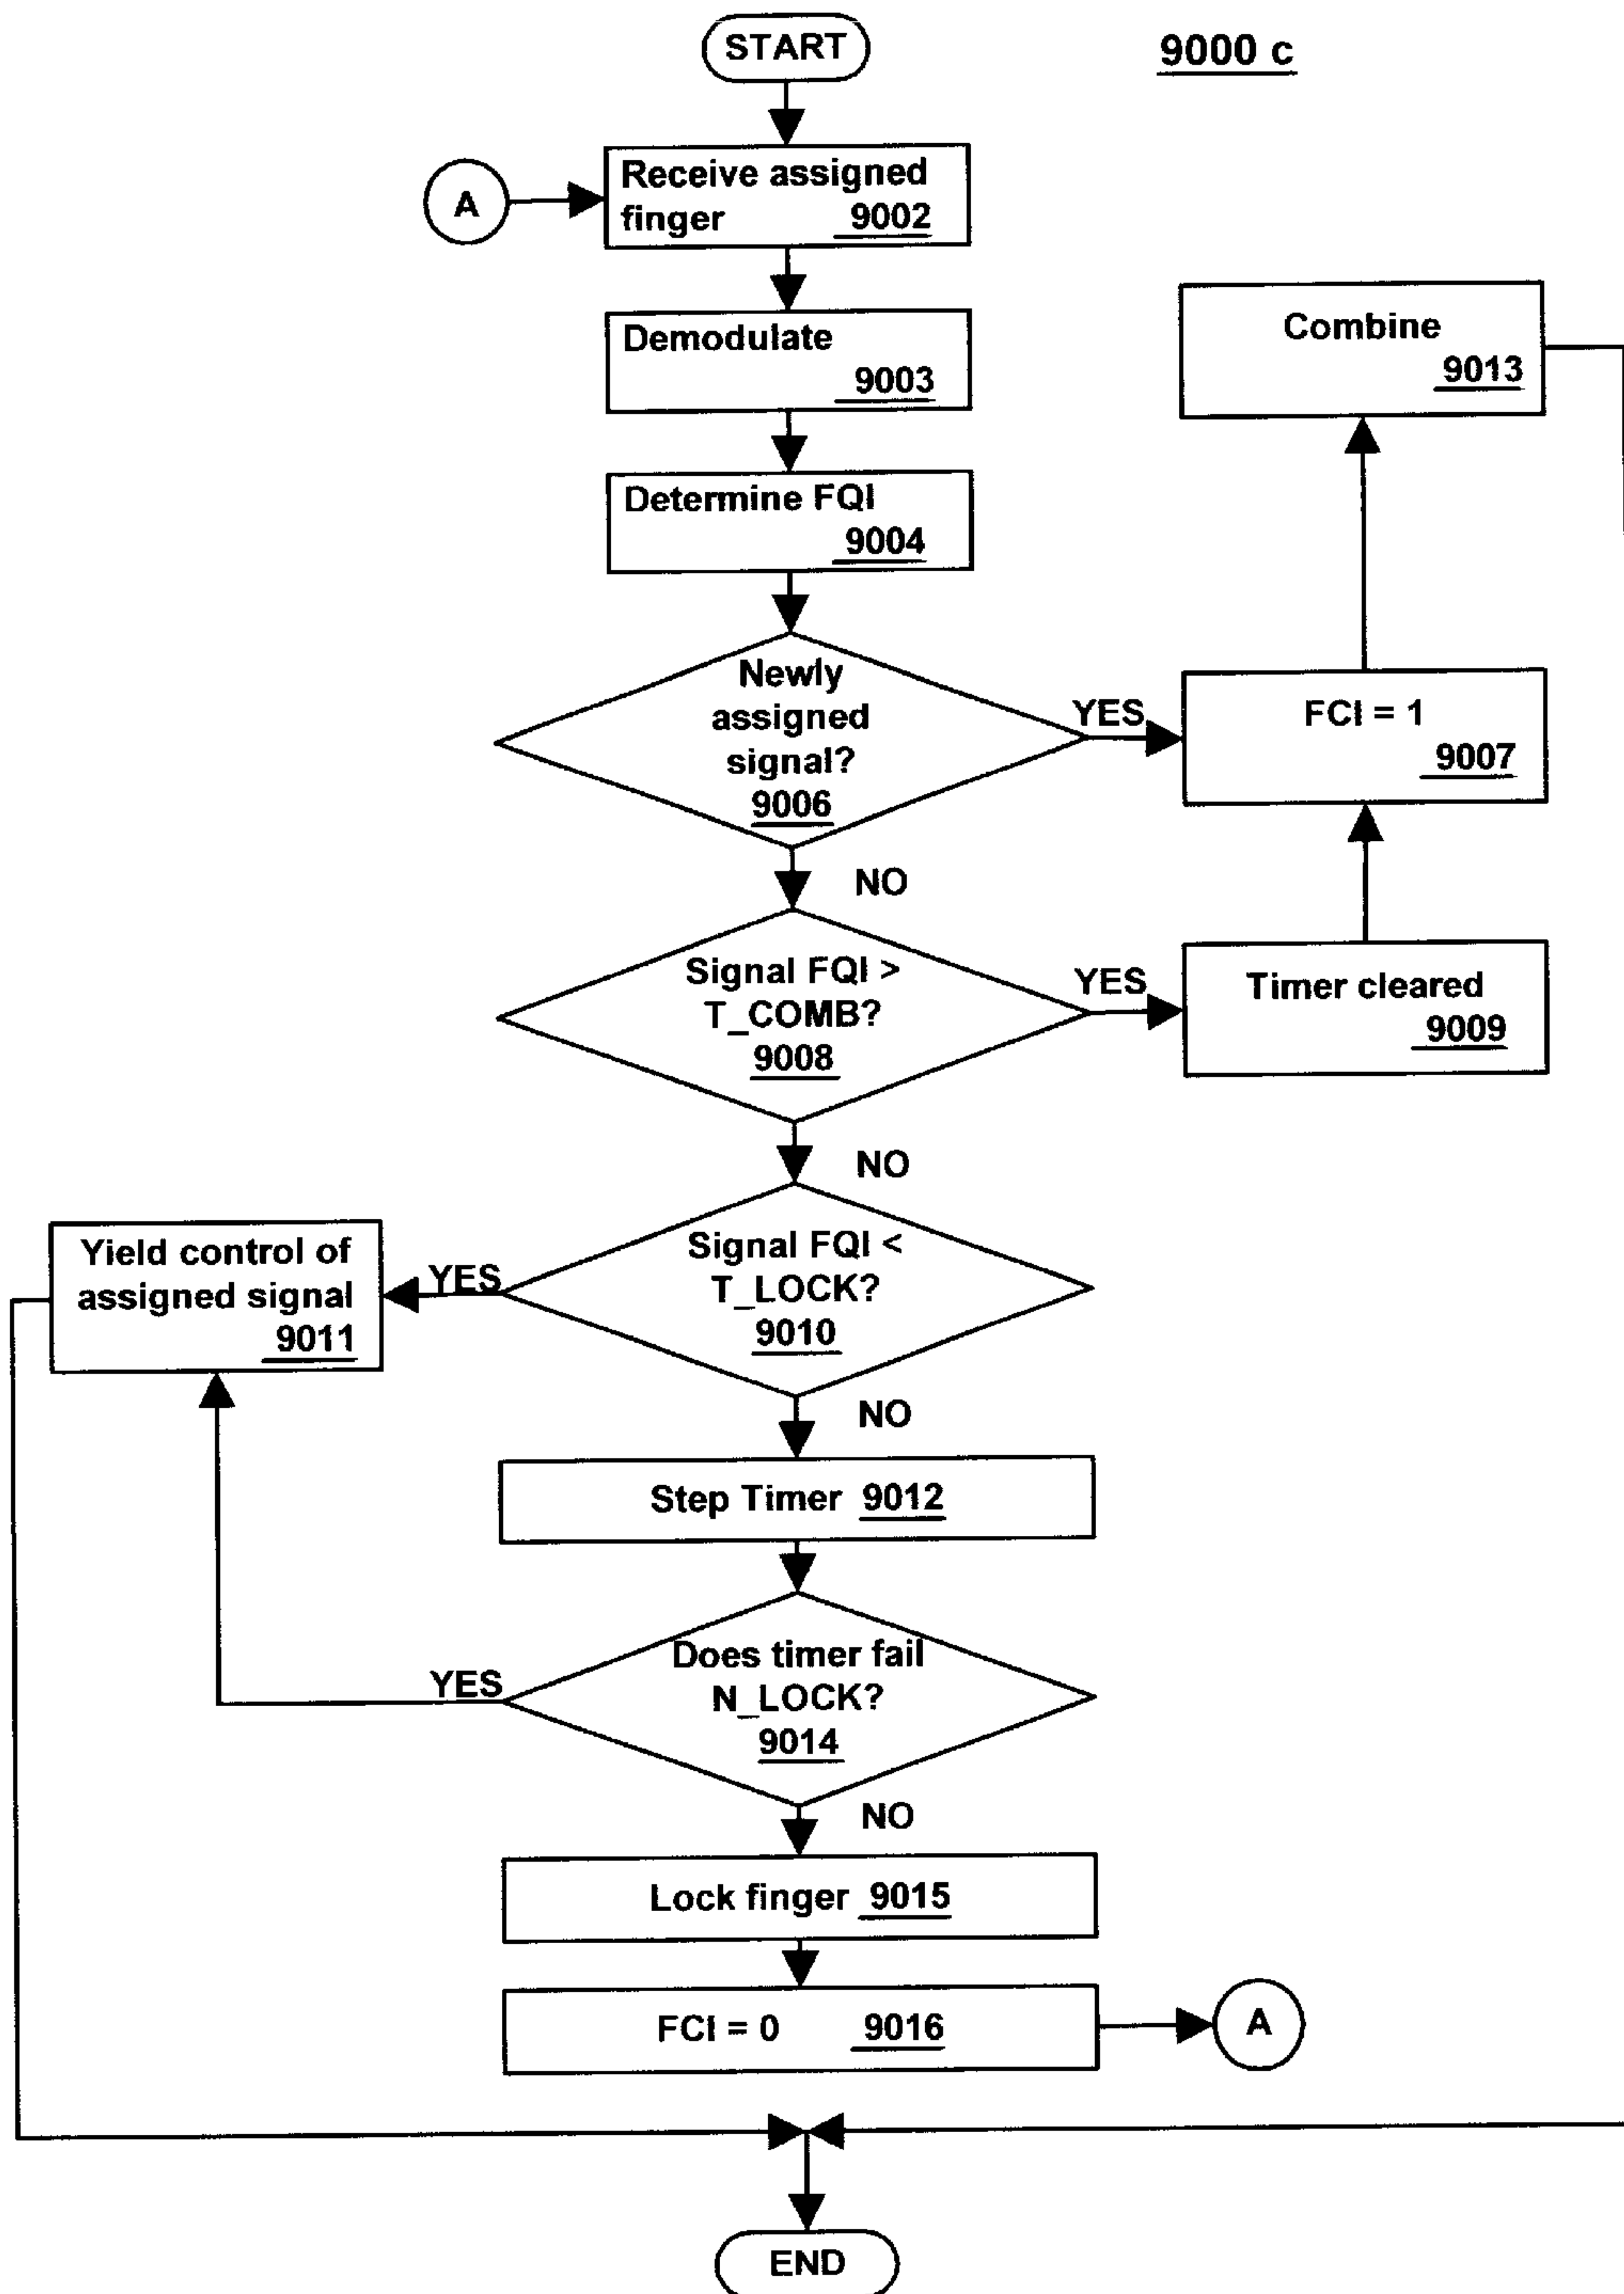 START
9000 c
A
Receive assigned
finger 9002
Demodulate
9003
Combine
9013
Determine FQI
9004
Newly
assigned
signal?
9006
YES
FCI = 1
9007
NO
Signal FQI >
T_COMB?
9008
YES
Timer cleared
9009
NO
Signal FQI <
T_LOCK?
9010
YES
Yield control of
assigned signal
9011
NO
Step Timer 9012
Does timer fail
N_LOCK?
9014
YES
NO
Lock finger 9015
FCI = 0 9016
A
END